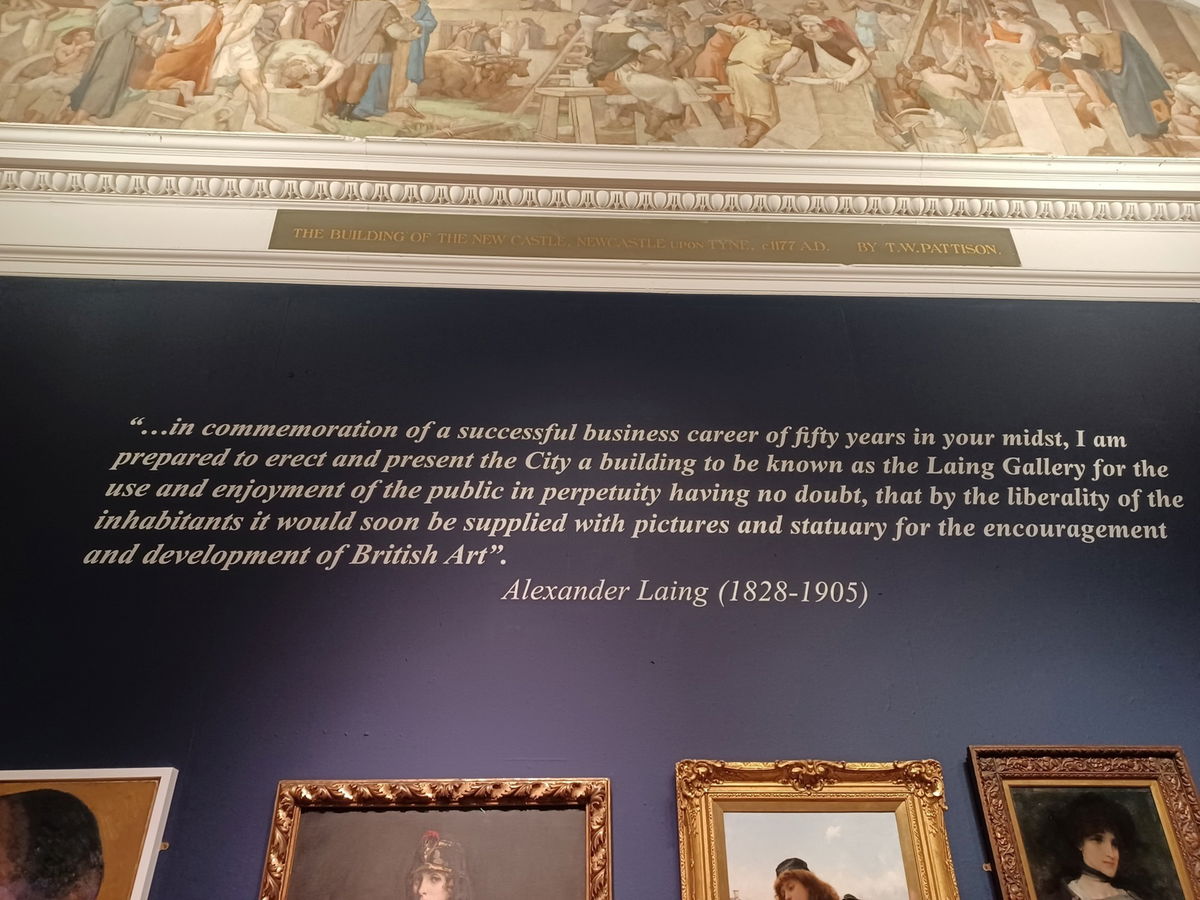 THE BUILDING OF THE NEW CASTLE, NEWCASTLE UPON TYNE, c1177 A.D. BY T.W. PATTISON.
“...in commemoration of a successful business career of fifty years in your midst, I am
prepared to erect and present the City a building to be known as the Laing Gallery for the
use and enjoyment of the public in perpetuity having no doubt, that by the liberality of the
inhabitants it would soon be supplied with pictures and statuary for the encouragement
and development of British Art”.
Alexander Laing (1828-1905)